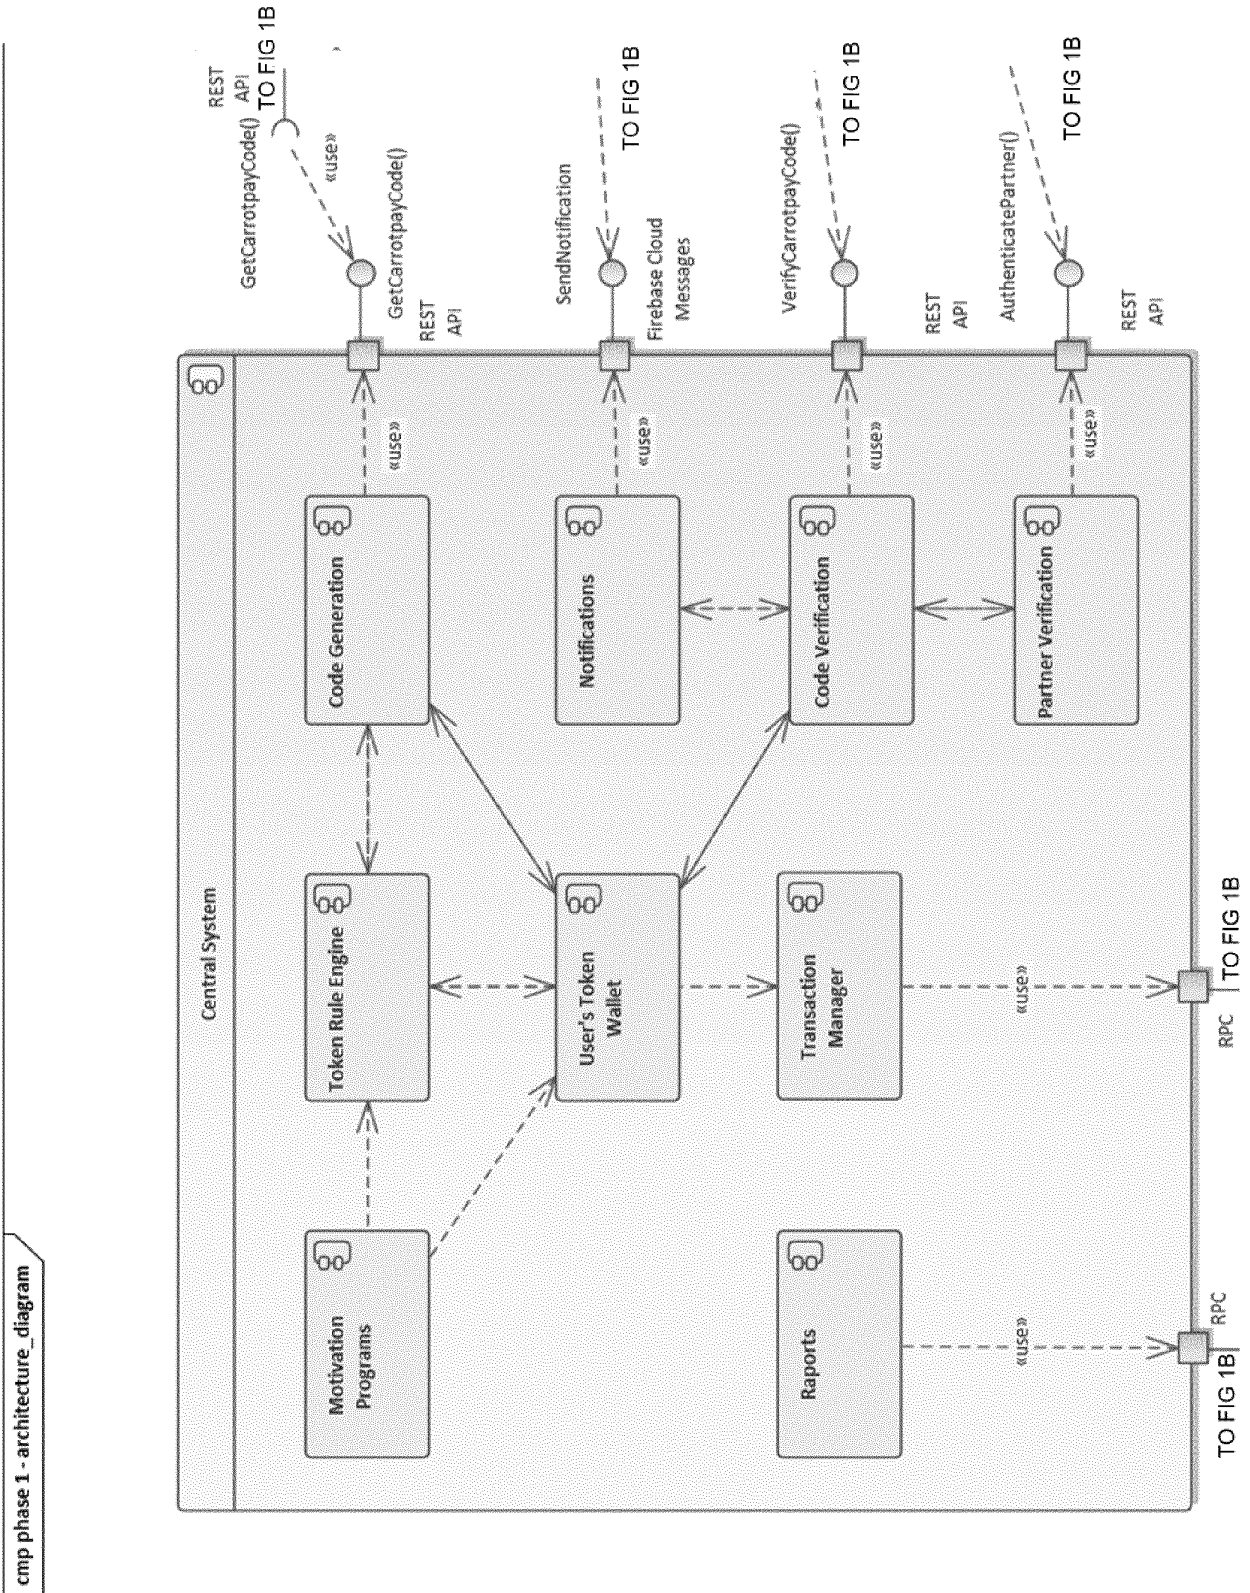 cmp phase 1 - architecture_diagram
Central System
Motivation
Programs
Token Rule Engine
Code Generation
«use»
GetCarrotpayCode()
REST
API
GetCarrotpayCode()
«use»
REST
API
TO FIG 1B
User's Token
Wallet
Notifications
«use»
SendNotification
Firebase Cloud
Messages
TO FIG 1B
Raports
Transaction
Manager
Code Verification
«use»
VerifyCarrotpayCode()
REST
API
TO FIG 1B
Partner Verification
«use»
AuthenticatePartner()
REST
API
TO FIG 1B
«use»
«use»
TO FIG 1B
RPC
RPC
TO FIG 1B